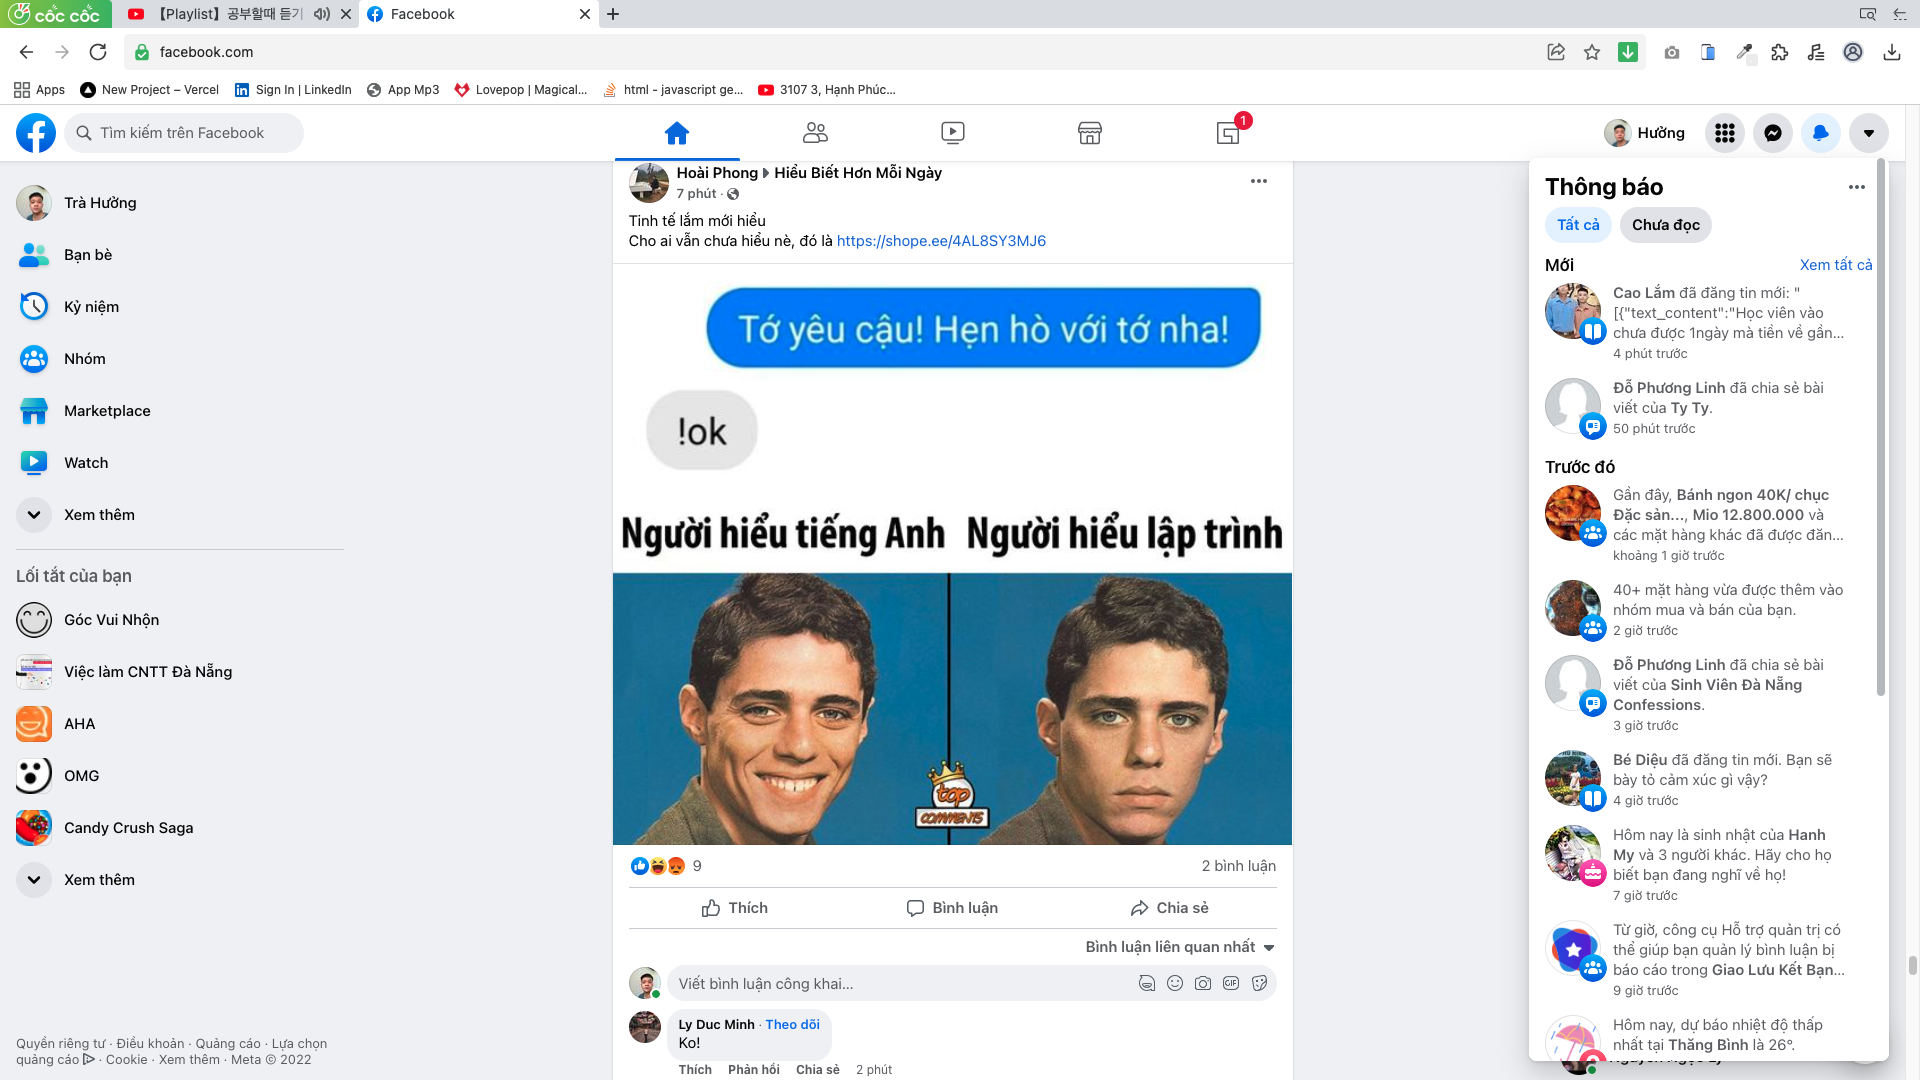 cốc cốc
【Playlist】공부할때 듣기
Facebook
facebook.com
Apps
New Project – Vercel
Sign In | LinkedIn
App Mp3
Lovepop | Magical...
html - javascript ge...
3107 3, Hạnh Phúc...
Tìm kiếm trên Facebook
1
Hường
Trà Hường
Bạn bè
Kỷ niệm
Nhóm
Marketplace
Watch
Xem thêm
Lối tắt của bạn
Góc Vui Nhộn
Việc làm CNTT Đà Nẵng
AHA
OMG
Candy Crush Saga
Xem thêm
Quyền riêng tư · Điều khoản · Quảng cáo · Lựa chọn
quảng cáo · Cookie · Xem thêm · Meta © 2022
Hoài Phong Hiểu Biết Hơn Mỗi Ngày
7 phút ·
Tinh tế lắm mới hiểu
Cho ai vẫn chưa hiểu nè, đó là https://shope.ee/4AL8SY3MJ6
Tớ yêu cậu! Hẹn hò với tớ nha!
!ok
Người hiểu tiếng Anh Người hiểu lập trình
top
COMMENTS
9
2 bình luận
Thích
Bình luận
Chia sẻ
Bình luận liên quan nhất
Viết bình luận công khai...
GIF
Ly Duc Minh · Theo dõi
Ko!
Thích Phản hồi Chia sẻ 2 phút
Thông báo
Tất cả
Chưa đọc
Mới
Xem tất cả
Cao Lắm đã đăng tin mới: "
[{"text_content":"Học viên vào
chưa được 1ngày mà tiền về gần...
4 phút trước
Đỗ Phương Linh đã chia sẻ bài
viết của Ty Ty.
50 phút trước
Trước đó
Gần đây, Bánh ngon 40K/ chục
Đặc sản..., Mio 12.800.000 và
các mặt hàng khác đã được đăn...
khoảng 1 giờ trước
40+ mặt hàng vừa được thêm vào
nhóm mua và bán của bạn.
2 giờ trước
Đỗ Phương Linh đã chia sẻ bài
viết của Sinh Viên Đà Nẵng
Confessions.
3 giờ trước
Bé Diệu đã đăng tin mới. Bạn sẽ
bày tỏ cảm xúc gì vậy?
4 giờ trước
Hôm nay là sinh nhật của Hanh
My và 3 người khác. Hãy cho họ
biết bạn đang nghĩ về họ!
7 giờ trước
Từ giờ, công cụ Hỗ trợ quản trị có
thể giúp bạn quản lý bình luận bị
báo cáo trong Giao Lưu Kết Bạn...
9 giờ trước
Hôm nay, dự báo nhiệt độ thấp
nhất tại Thăng Bình là 26°.